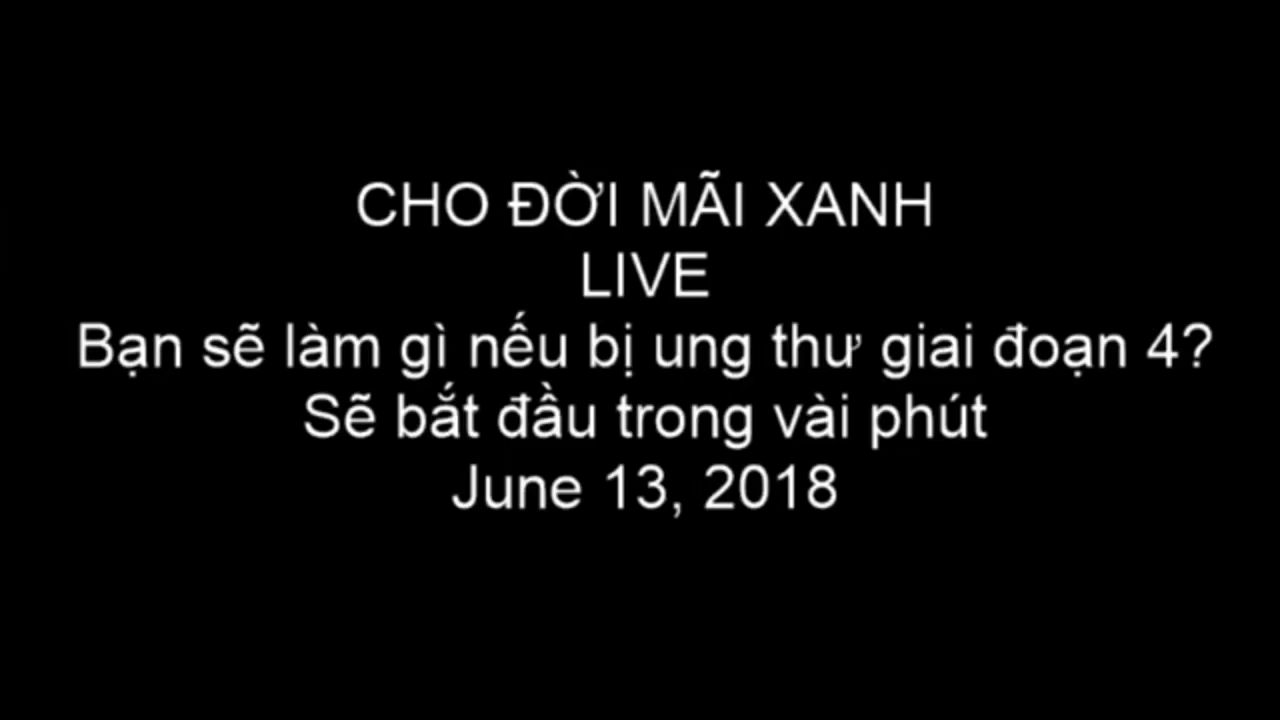 CHO ĐỜI MÃI XANH
LIVE
Bạn sẽ làm gì nếu bị ung thư giai đoạn 4?
Sẽ bắt đầu trong vài phút
June 13, 2018